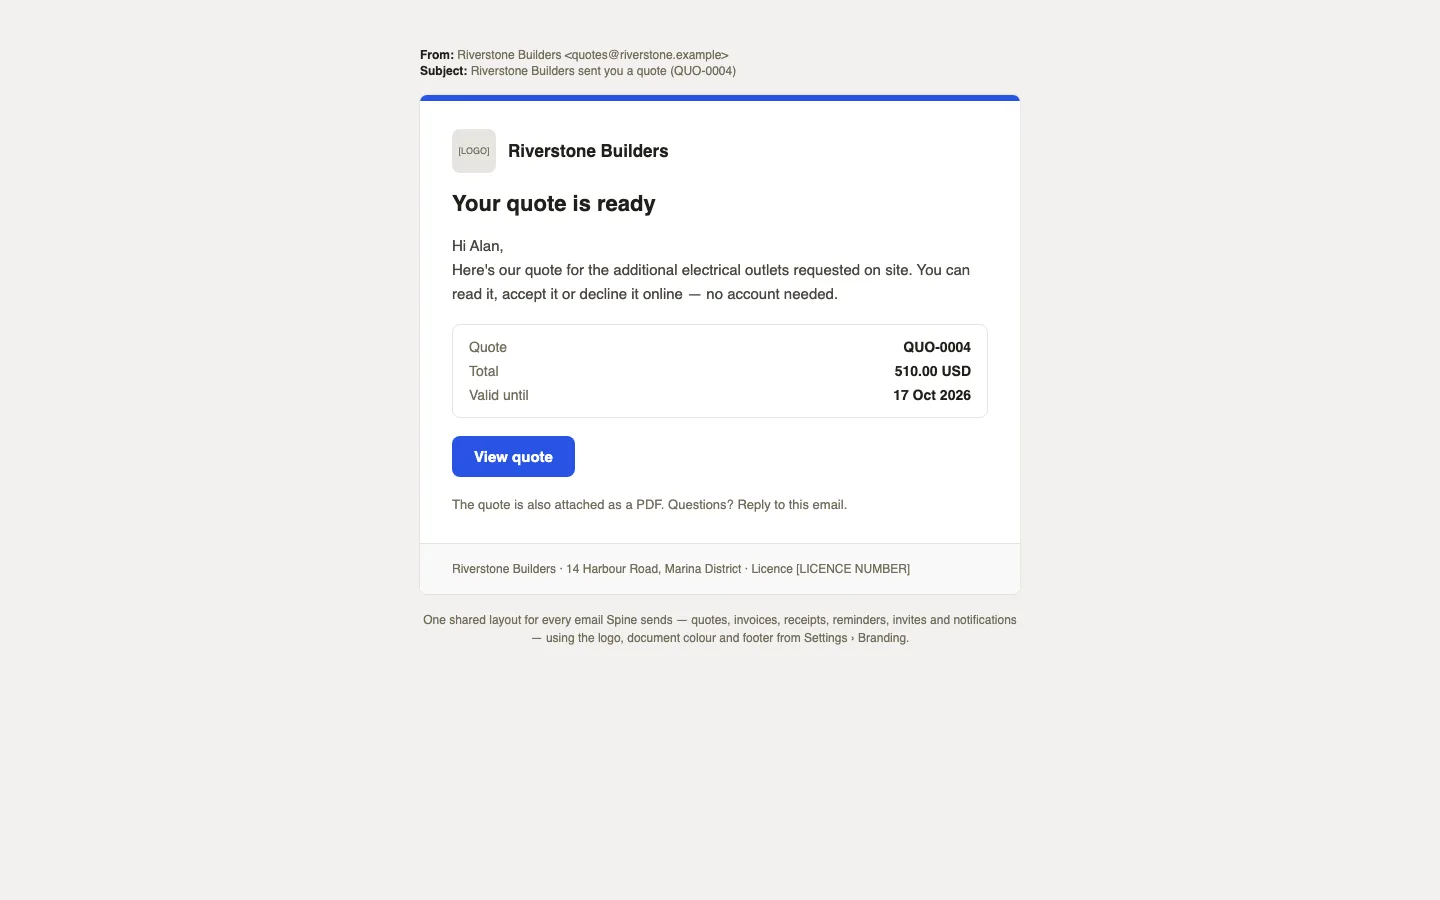 From: Riverstone Builders <quotes@riverstone.example>
Subject: Riverstone Builders sent you a quote (QUO-0004)
[LOGO] Riverstone Builders
Your quote is ready
Hi Alan,
Here's our quote for the additional electrical outlets requested on site. You can
read it, accept it or decline it online — no account needed.
Quote QUO-0004
Total 510.00 USD
Valid until 17 Oct 2026
View quote
The quote is also attached as a PDF. Questions? Reply to this email.
Riverstone Builders · 14 Harbour Road, Marina District · Licence [LICENCE NUMBER]
One shared layout for every email Spine sends — quotes, invoices, receipts, reminders, invites and notifications
— using the logo, document colour and footer from Settings › Branding.